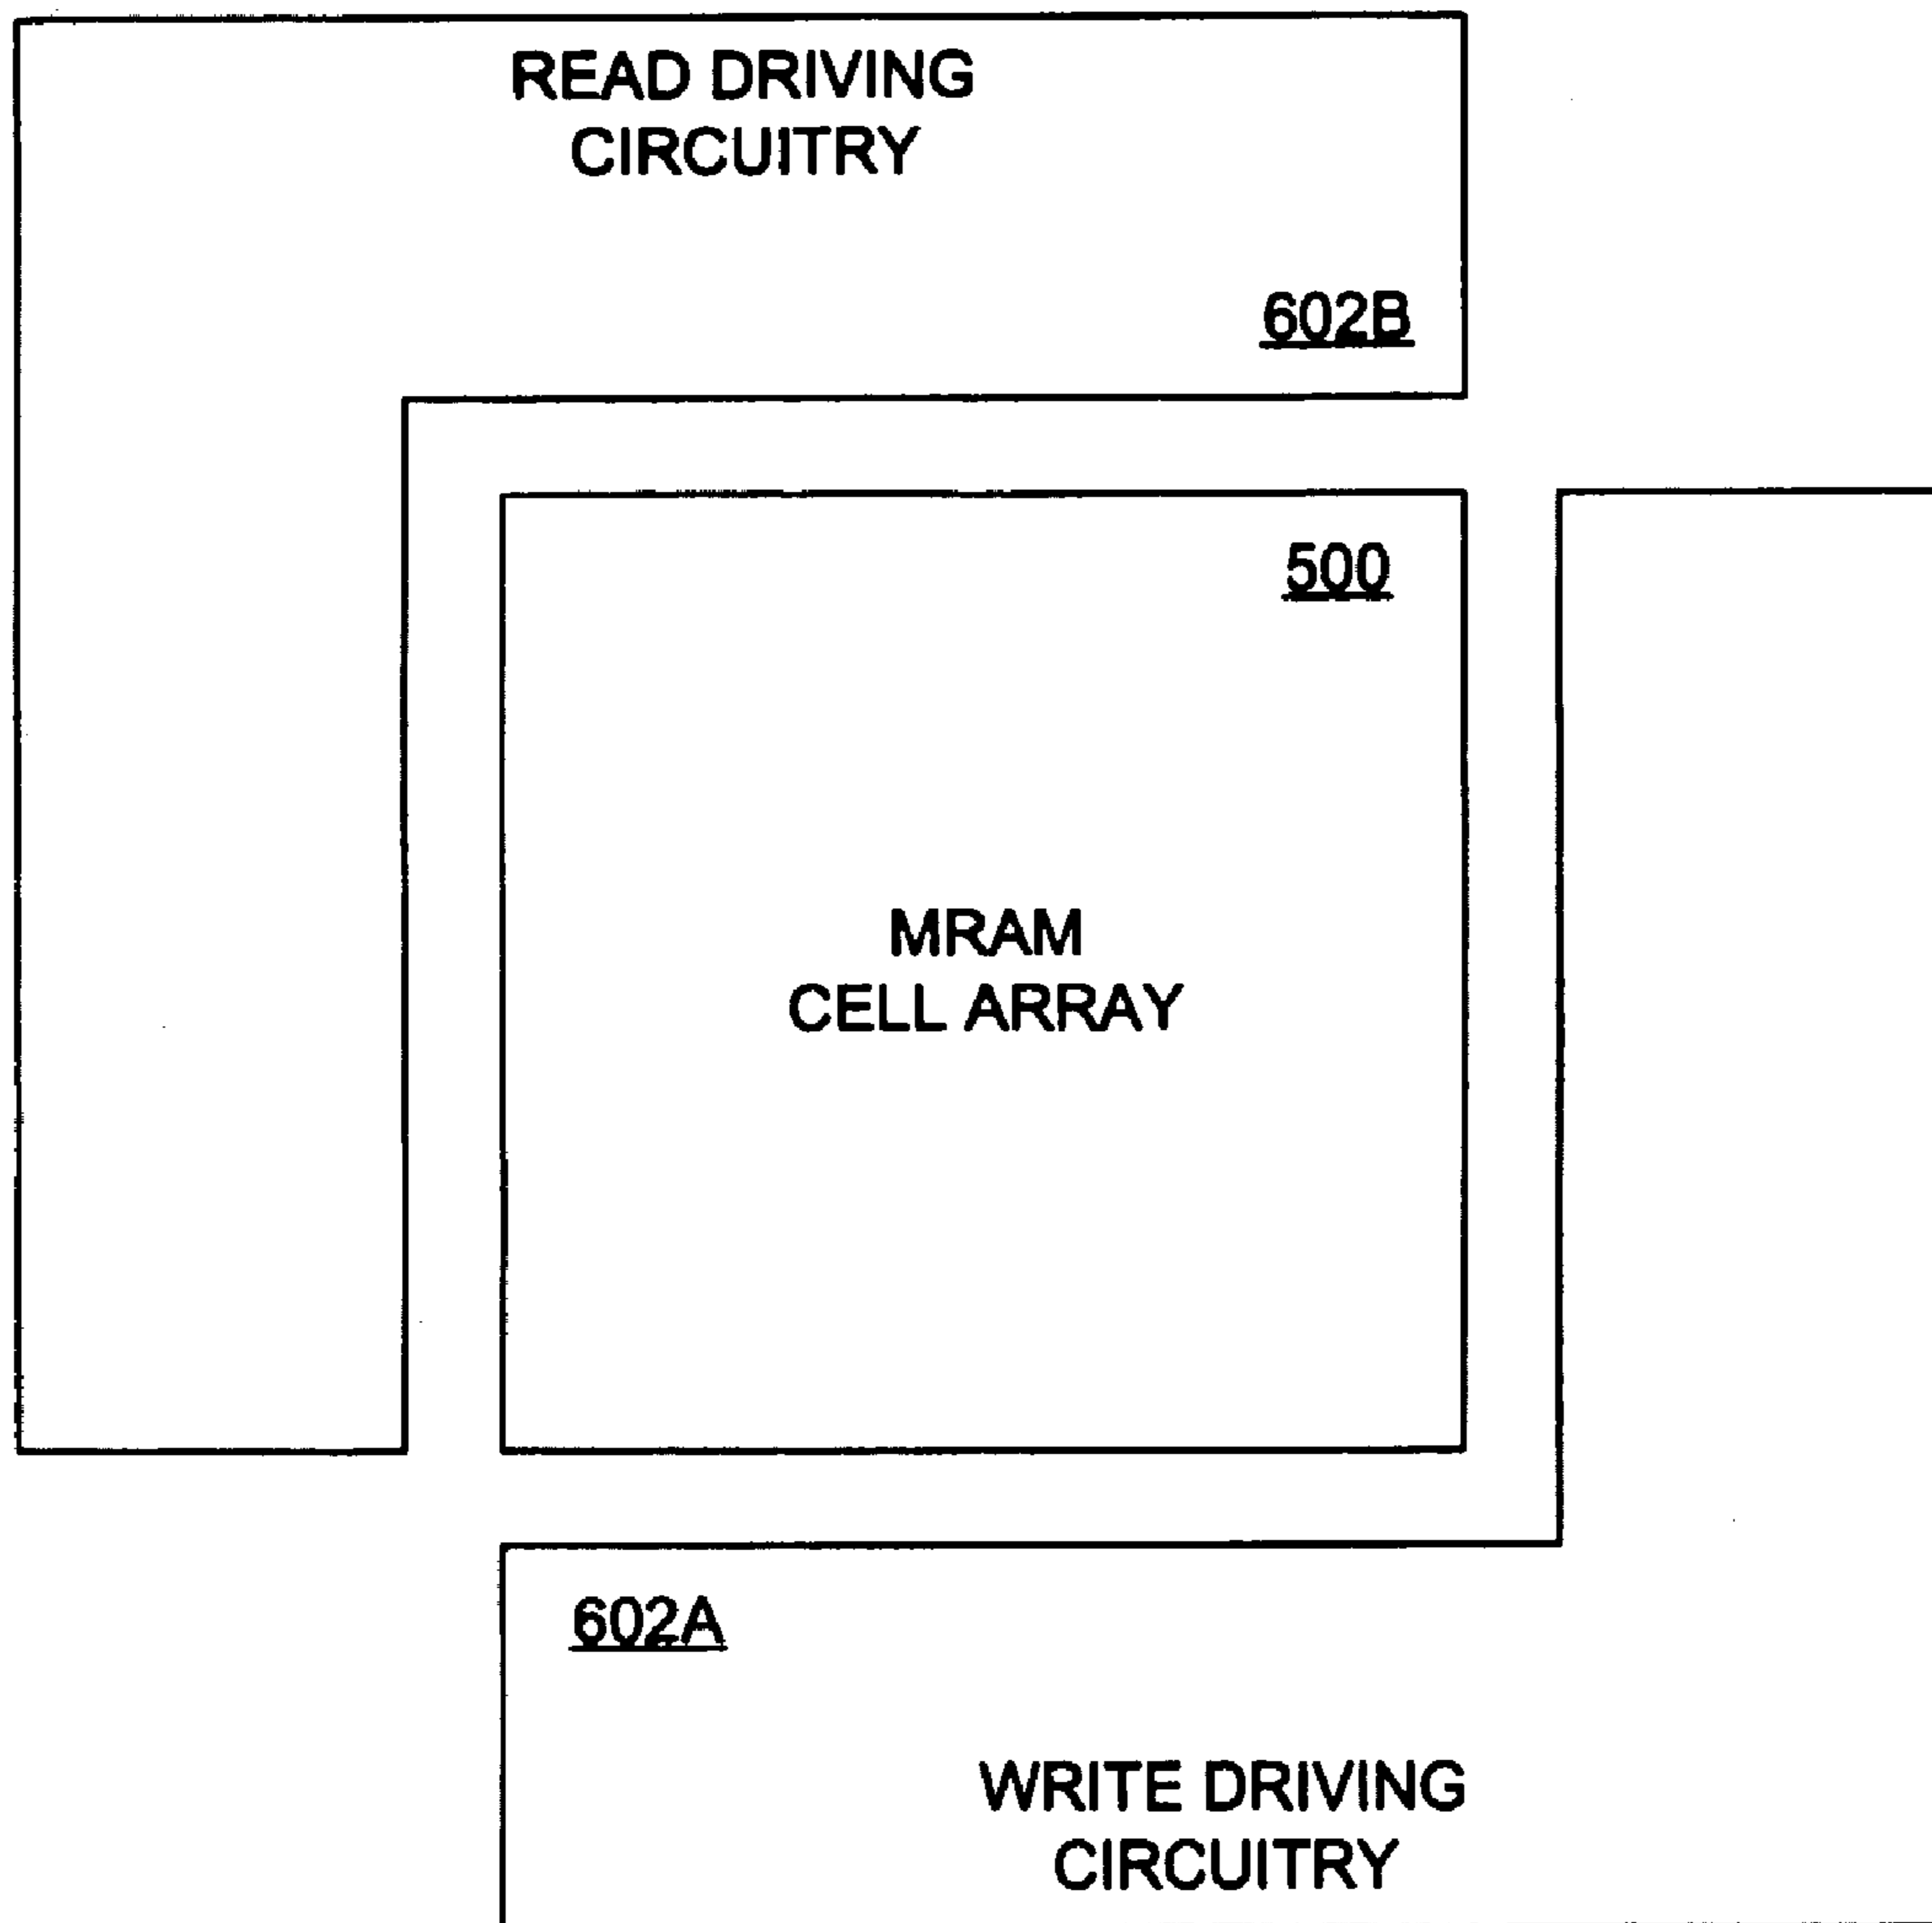 READ DRIVING
CIRCUITRY
602B
500
MRAM
CELL ARRAY
602A
WRITE DRIVING
CIRCUITRY